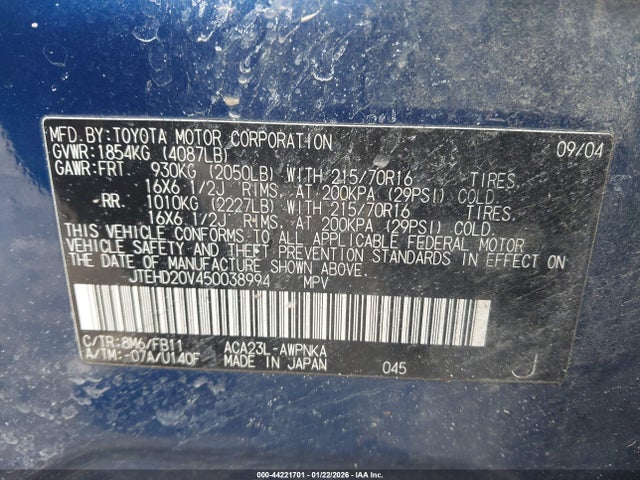 MFD.BY:TOYOTA MOTOR CORPORATION 09/04
GVWR:1854KG (4087LB)
GAWR:FRT 930KG (2050LB) WITH 215/70R16 TIRES,
16X6 1/2J RIMS, AT 200KPA (29PSI) COLD.
RR 1010KG (2227LB) WITH 215/70R16 TIRES,
16X6 1/2J RIMS, AT 200KPA (29PSI) COLD.
THIS VEHICLE CONFORMS TO ALL APPLICABLE FEDERAL MOTOR
VEHICLE SAFETY AND THEFT PREVENTION STANDARDS IN EFFECT ON
THE DATE OF MANUFACTURE SHOWN ABOVE.
JTEHD20V450038994 MPV
C/TR:8M6/FB11 ACA23L-AWPNKA
A/TM:-07A/U140F MADE IN JAPAN 045 J
000-44221701 - 01/22/2026 - IAAI INC.